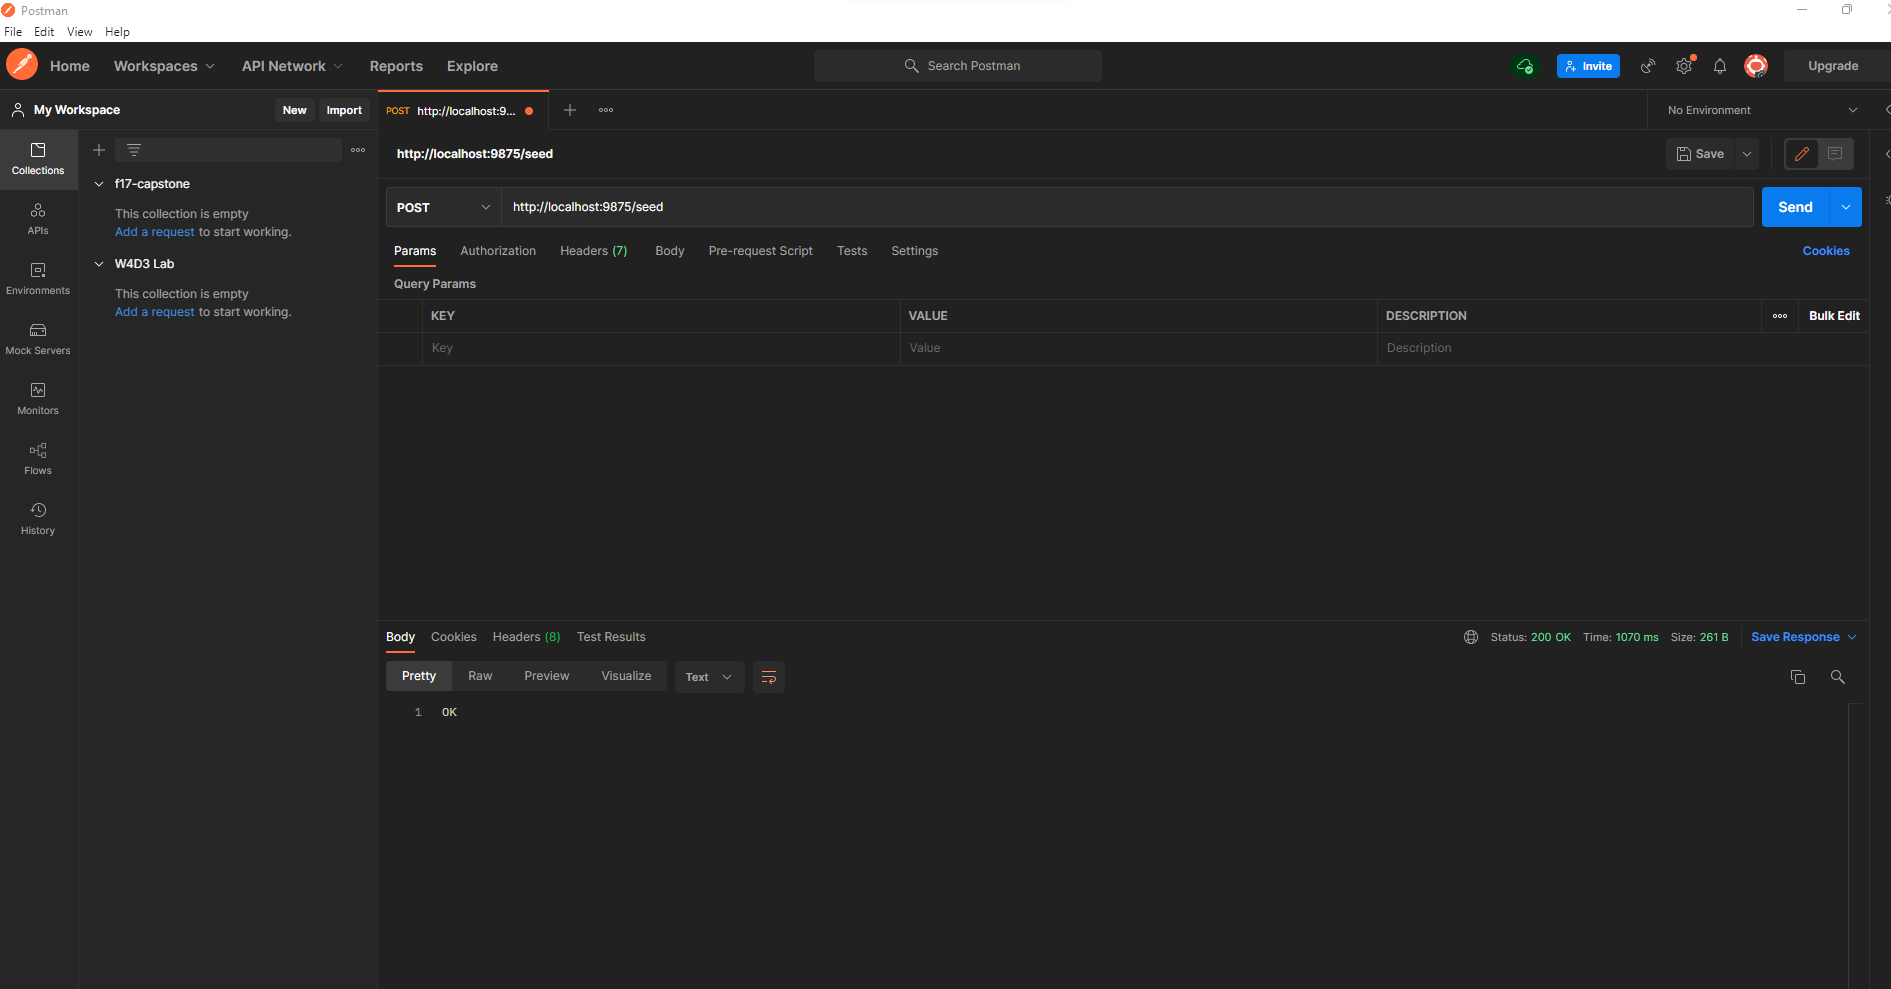 Postman
File Edit View Help
Home Workspaces API Network Reports Explore Search Postman Invite Upgrade
My Workspace New Import POST http://localhost:9... No Environment
Collections
APIs
Environments
Mock Servers
Monitors
Flows
History
f17-capstone
This collection is empty
Add a request to start working.
W4D3 Lab
This collection is empty
Add a request to start working.
http://localhost:9875/seed Save
POST http://localhost:9875/seed Send
Params Authorization Headers (7) Body Pre-request Script Tests Settings Cookies
Query Params
KEY VALUE DESCRIPTION Bulk Edit
Key Value Description
Body Cookies Headers (8) Test Results Status: 200 OK Time: 1070 ms Size: 261 B Save Response
Pretty Raw Preview Visualize Text
1 OK